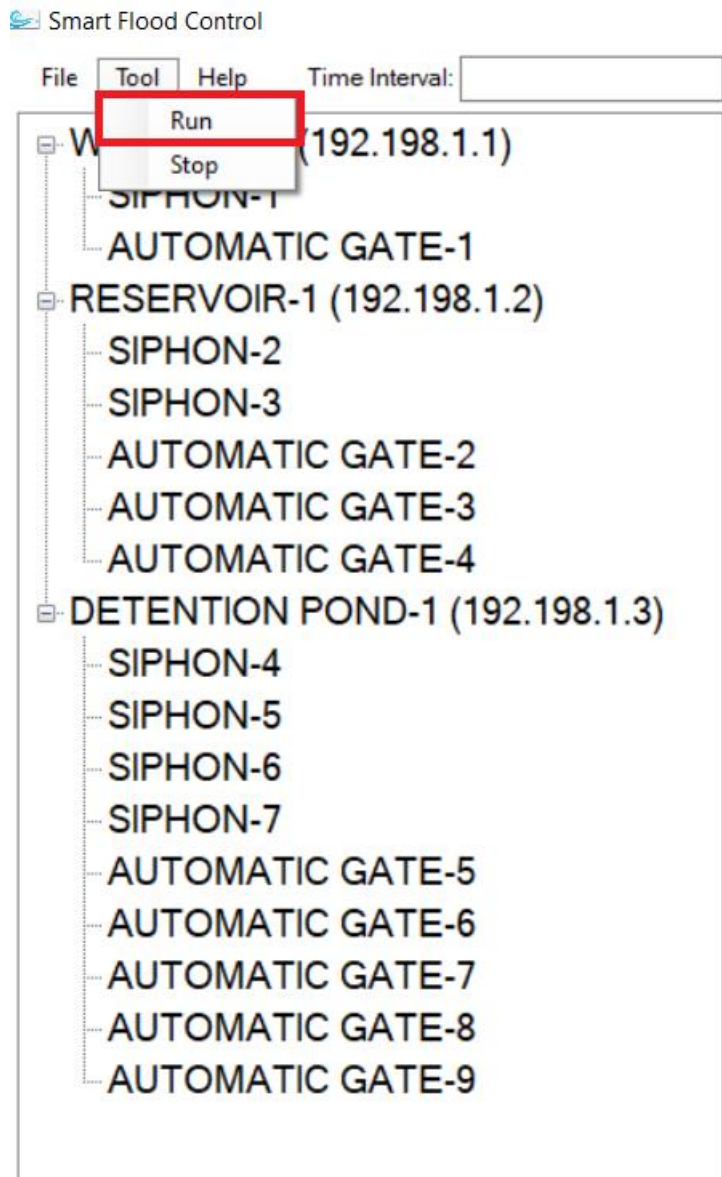 Smart Flood Control
File Tool Help Time Interval:
Run
Stop
(192.198.1.1)
SIPHON-1
AUTOMATIC GATE-1
RESERVOIR-1 (192.198.1.2)
SIPHON-2
SIPHON-3
AUTOMATIC GATE-2
AUTOMATIC GATE-3
AUTOMATIC GATE-4
DETENTION POND-1 (192.198.1.3)
SIPHON-4
SIPHON-5
SIPHON-6
SIPHON-7
AUTOMATIC GATE-5
AUTOMATIC GATE-6
AUTOMATIC GATE-7
AUTOMATIC GATE-8
AUTOMATIC GATE-9